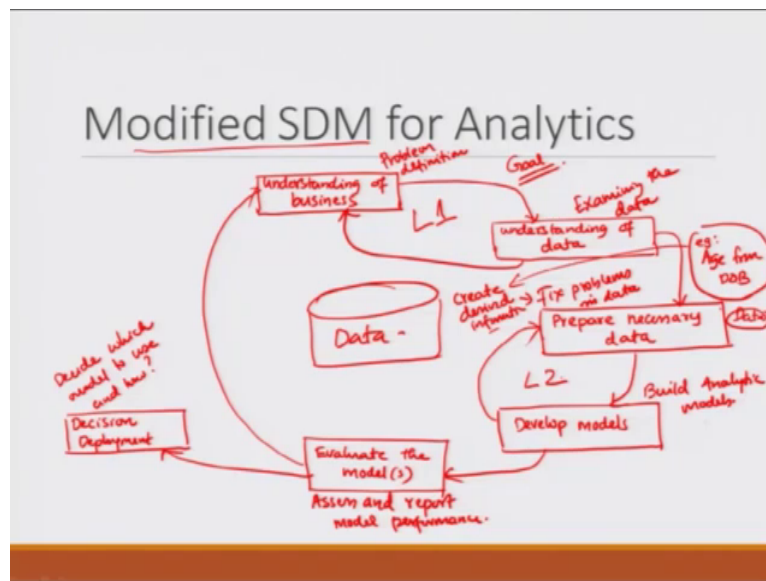 Modified SDM for Analytics
Problem
definition
Understanding of
business
Goal
L1
Examining the
data
Understanding of
data
eg:
Age from
DOB
Create
derived
Fix problems
in data
Data -
Prepare necessary
data
L2
Build Analytic
models
Develop models
Decide which
model to use
and how?
Decision
Deployment
Evaluate the
model(s)
Assess and report
model performance.